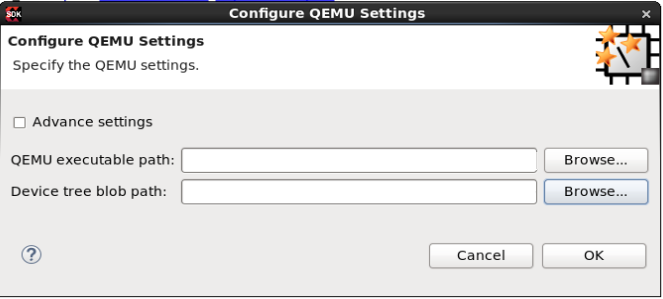 SDK
Configure QEMU Settings
Configure QEMU Settings
Specify the QEMU settings.
Advance settings
QEMU executable path:
Browse...
Device tree blob path:
Browse...
?
Cancel
OK